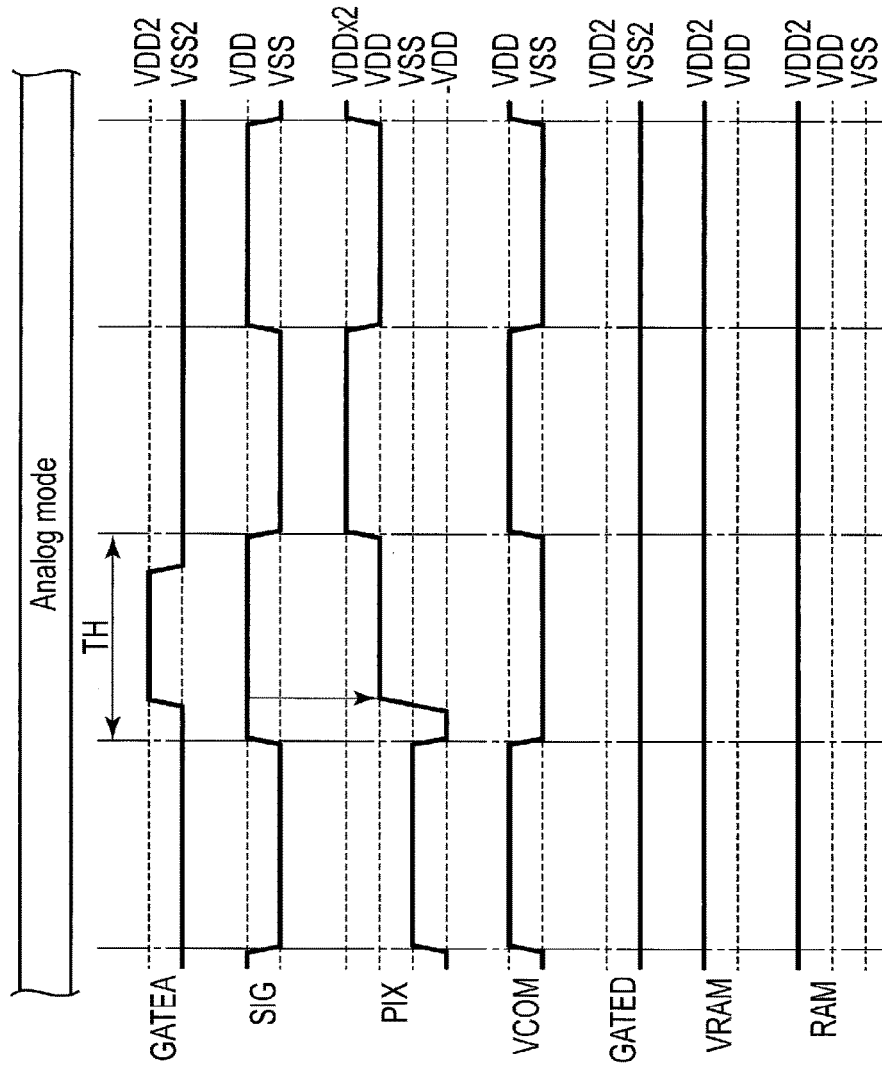 Analog mode
TH
GATEA
VDD2
VSS2
SIG
VDD
VSS
PIX
VDDx2
VDD
VSS
-VDD
VCOM
VDD
VSS
GATED
VDD2
VSS2
VRAM
VDD2
VDD
RAM
VDD2
VDD
VSS